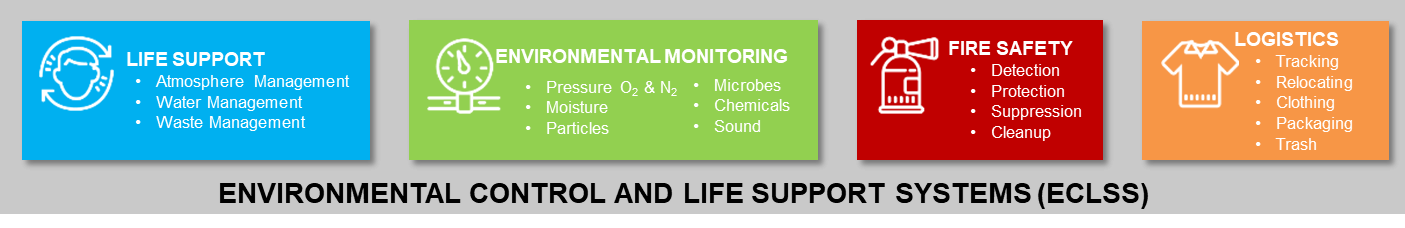 LIFE SUPPORT
• Atmosphere Management
• Water Management
• Waste Management
ENVIRONMENTAL MONITORING
• Pressure O₂ & N₂
• Moisture
• Particles
• Microbes
• Chemicals
• Sound
FIRE SAFETY
• Detection
• Protection
• Suppression
• Cleanup
LOGISTICS
• Tracking
• Relocating
• Clothing
• Packaging
• Trash
ENVIRONMENTAL CONTROL AND LIFE SUPPORT SYSTEMS (ECLSS)